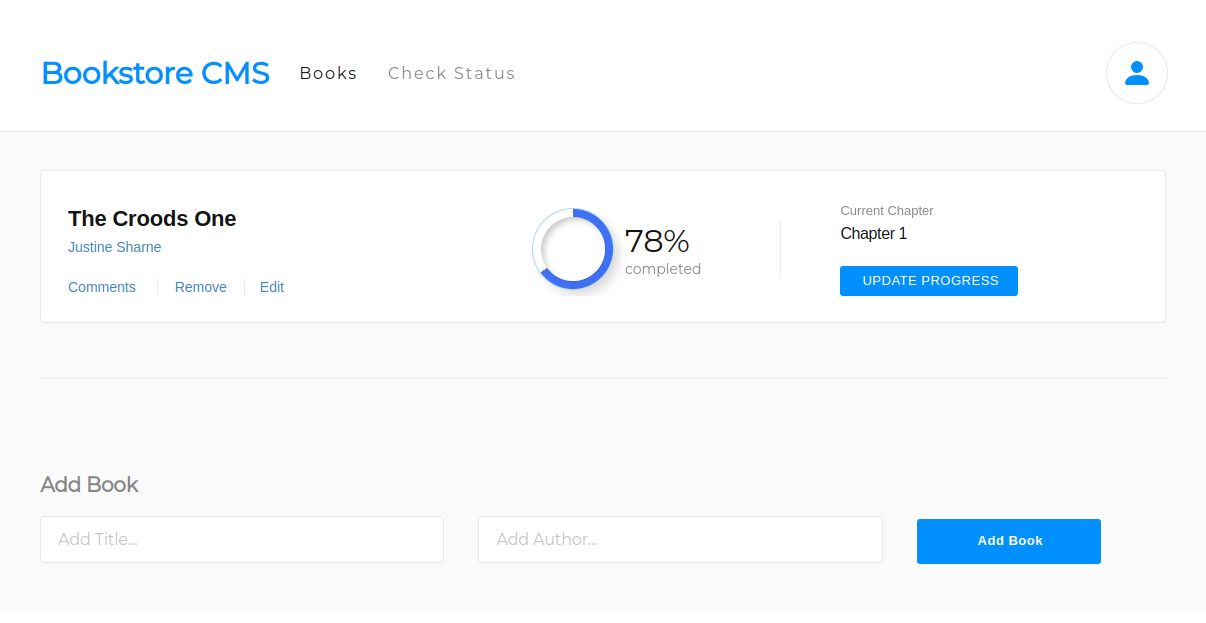 Bookstore CMS Books Check Status
The Croods One
Justine Sharne
Comments Remove Edit
78%
completed
Current Chapter
Chapter 1
UPDATE PROGRESS
Add Book
Add Title...
Add Author...
Add Book